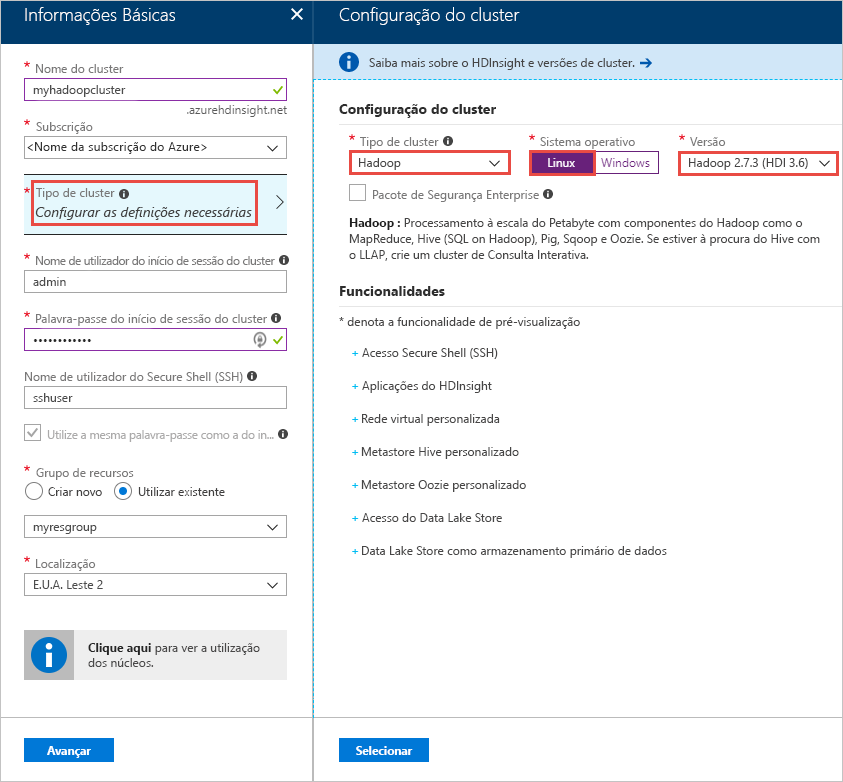 Informações Básicas
Nome do cluster
myhadoopcluster
.azurehdinsight.net
Subscrição
<Nome da subscrição do Azure>
Tipo de cluster
Configurar as definições necessárias
Nome de utilizador do início de sessão do cluster
admin
Palavra-passe do início de sessão do cluster
••••••••••••
Nome de utilizador do Secure Shell (SSH)
sshuser
Utilize a mesma palavra-passe como a do in...
* Grupo de recursos
Criar novo Utilizar existente
myresgroup
* Localização
E.U.A. Leste 2
Clique aqui para ver a utilização
dos núcleos.
Avançar
Configuração do cluster
Saiba mais sobre o HDInsight e versões de cluster. →
Configuração do cluster
* Tipo de cluster * Sistema operativo * Versão
Hadoop Linux Windows Hadoop 2.7.3 (HDI 3.6)
Pacote de Segurança Enterprise
Hadoop : Processamento à escala do Petabyte com componentes do Hadoop como o
MapReduce, Hive (SQL on Hadoop), Pig, Sqoop e Oozie. Se estiver à procura do Hive com
o LLAP, crie um cluster de Consulta Interativa.
Funcionalidades
* denota a funcionalidade de pré-visualização
+ Acesso Secure Shell (SSH)
+ Aplicações do HDInsight
+ Rede virtual personalizada
+ Metastore Hive personalizado
+ Metastore Oozie personalizado
+ Acesso do Data Lake Store
+ Data Lake Store como armazenamento primário de dados
Selecionar